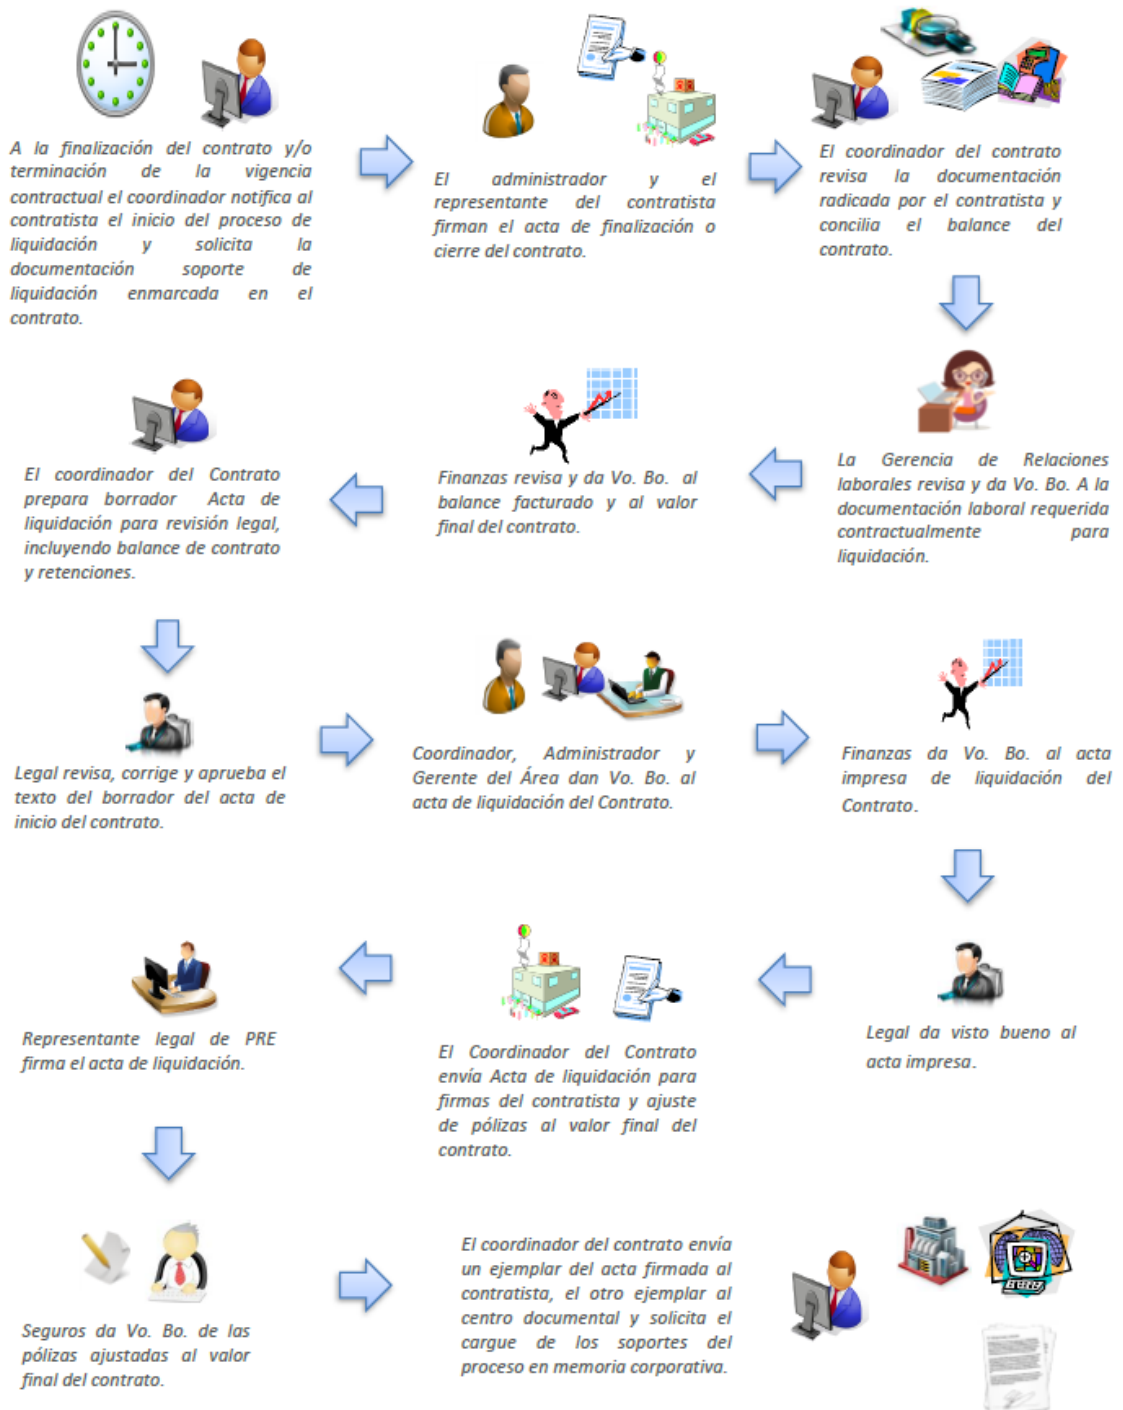 A la finalización del contrato y/o
terminación de la vigencia
contractual el coordinador notifica al
contratista el inicio del proceso de
liquidación y solicita la
documentación soporte de
liquidación enmarcada en el
contrato.
El administrador y el
representante del contratista
firman el acta de finalización o
cierre del contrato.
El coordinador del contrato
revisa la documentación
radicada por el contratista y
concilia el balance del
contrato.
La Gerencia de Relaciones
laborales revisa y da Vo. Bo. A la
documentación laboral requerida
contractualmente para
liquidación.
Finanzas revisa y da Vo. Bo. al
balance facturado y al valor
final del contrato.
El coordinador del Contrato
prepara borrador Acta de
liquidación para revisión legal,
incluyendo balance de contrato
y retenciones.
Legal revisa, corrige y aprueba el
texto del borrador del acta de
inicio del contrato.
Coordinador, Administrador y
Gerente del Área dan Vo. Bo. al
acta de liquidación del Contrato.
Finanzas da Vo. Bo. al acta
impresa de liquidación del
Contrato.
Legal da visto bueno al
acta impresa.
El Coordinador del Contrato
envía Acta de liquidación para
firmas del contratista y ajuste
de pólizas al valor final del
contrato.
Representante legal de PRE
firma el acta de liquidación.
Seguros da Vo. Bo. de las
pólizas ajustadas al valor
final del contrato.
El coordinador del contrato envía
un ejemplar del acta firmada al
contratista, el otro ejemplar al
centro documental y solicita el
cargue de los soportes del
proceso en memoria corporativa.